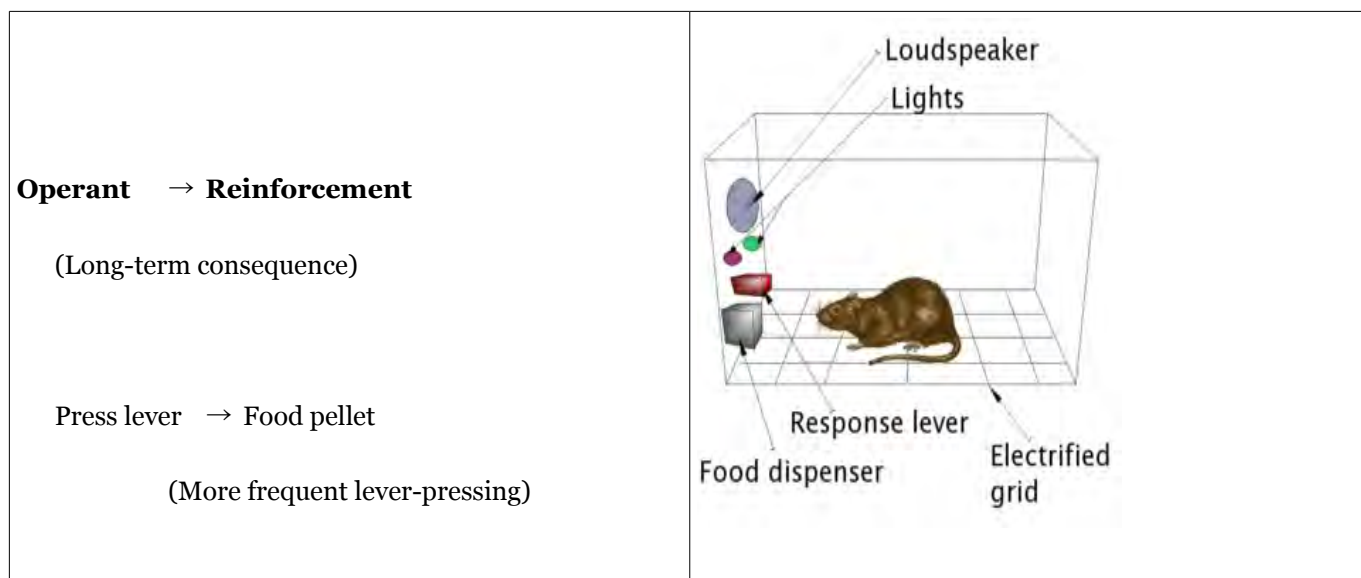 Operant → Reinforcement
(Long-term consequence)
Press lever → Food pellet
(More frequent lever-pressing)
Loudspeaker
Lights
Response lever
Food dispenser
Electrified
grid